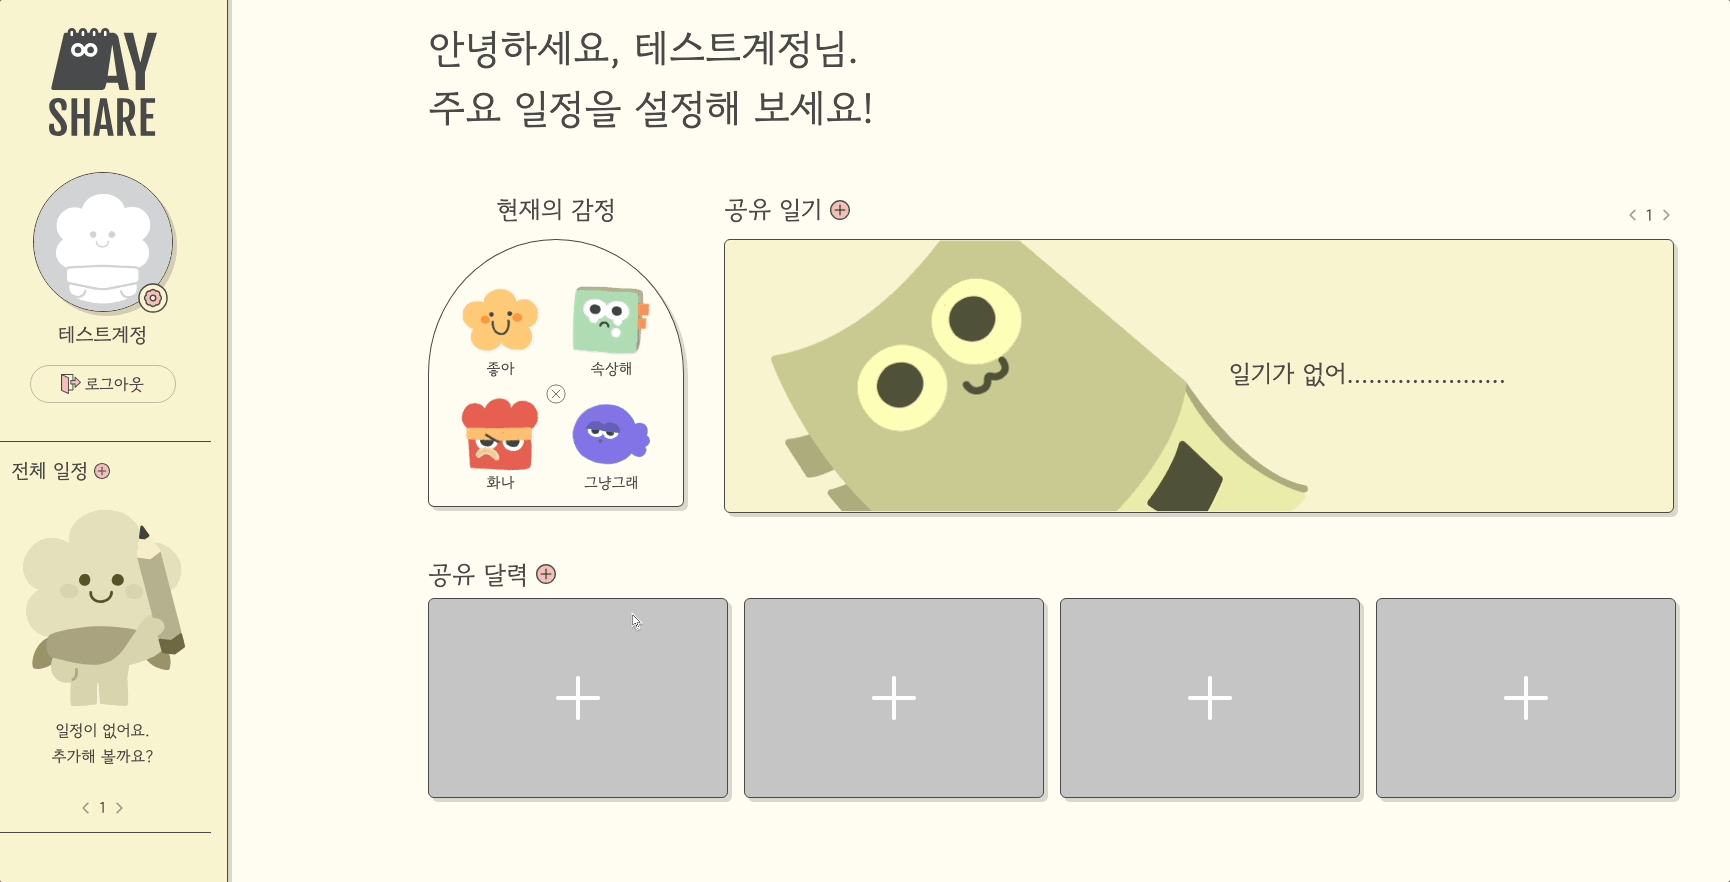 DAY
SHARE
테스트계정
로그아웃
전체 일정
일정이 없어요.
추가해 볼까요?
1
안녕하세요, 테스트계정님.
주요 일정을 설정해 보세요!
현재의 감정
좋아
속상해
화나
그냥그래
공유 일기
1
일기가 없어......................
공유 달력